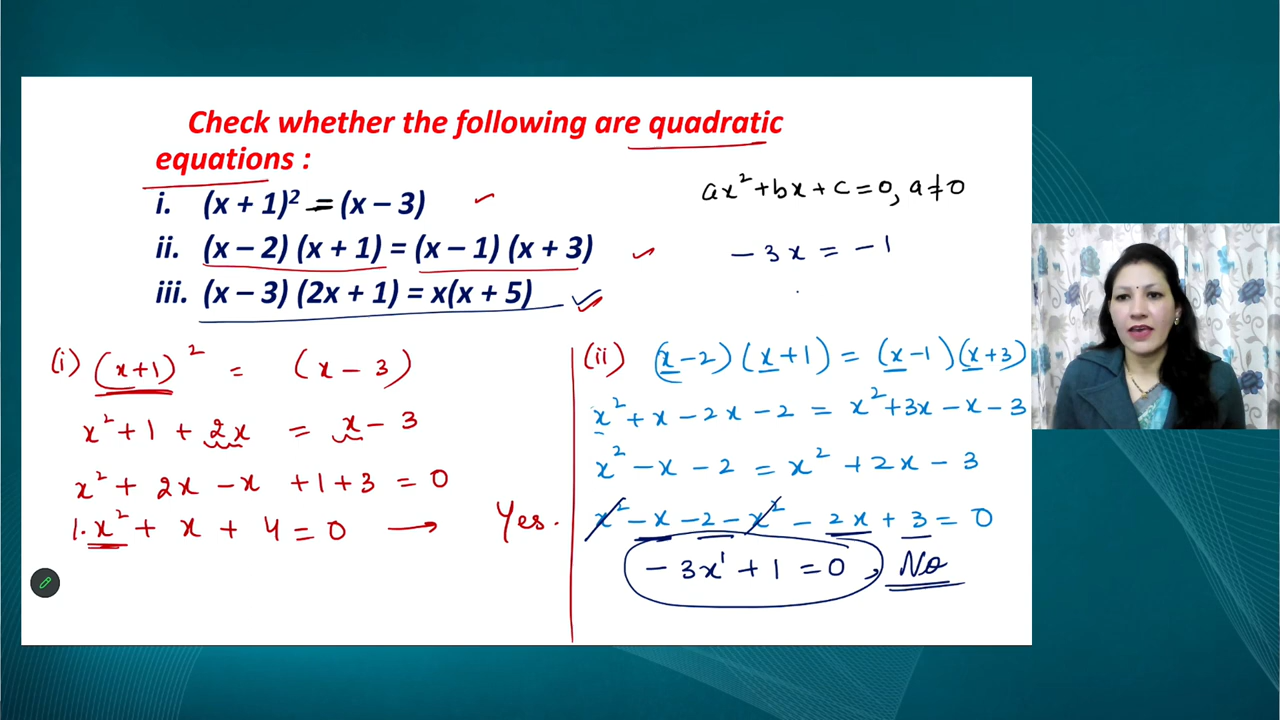 Check whether the following are quadratic
equations :
i. (x + 1)² = (x – 3)
ii. (x – 2) (x + 1) = (x – 1) (x + 3)
iii. (x – 3) (2x + 1) = x(x + 5)
ax² + bx + c = 0, a ≠ 0
- 3x = - 1
(i) (x+1)² = (x - 3)
x² + 1 + 2x = x - 3
x² + 2x - x + 1 + 3 = 0
1. x² + x + 4 = 0 → Yes.
(ii) (x - 2) (x + 1) = (x - 1) (x + 3)
x² + x - 2x - 2 = x² + 3x - x - 3
x² - x - 2 = x² + 2x - 3
x² - x - 2 - x² - 2x + 3 = 0
- 3x¹ + 1 = 0, No